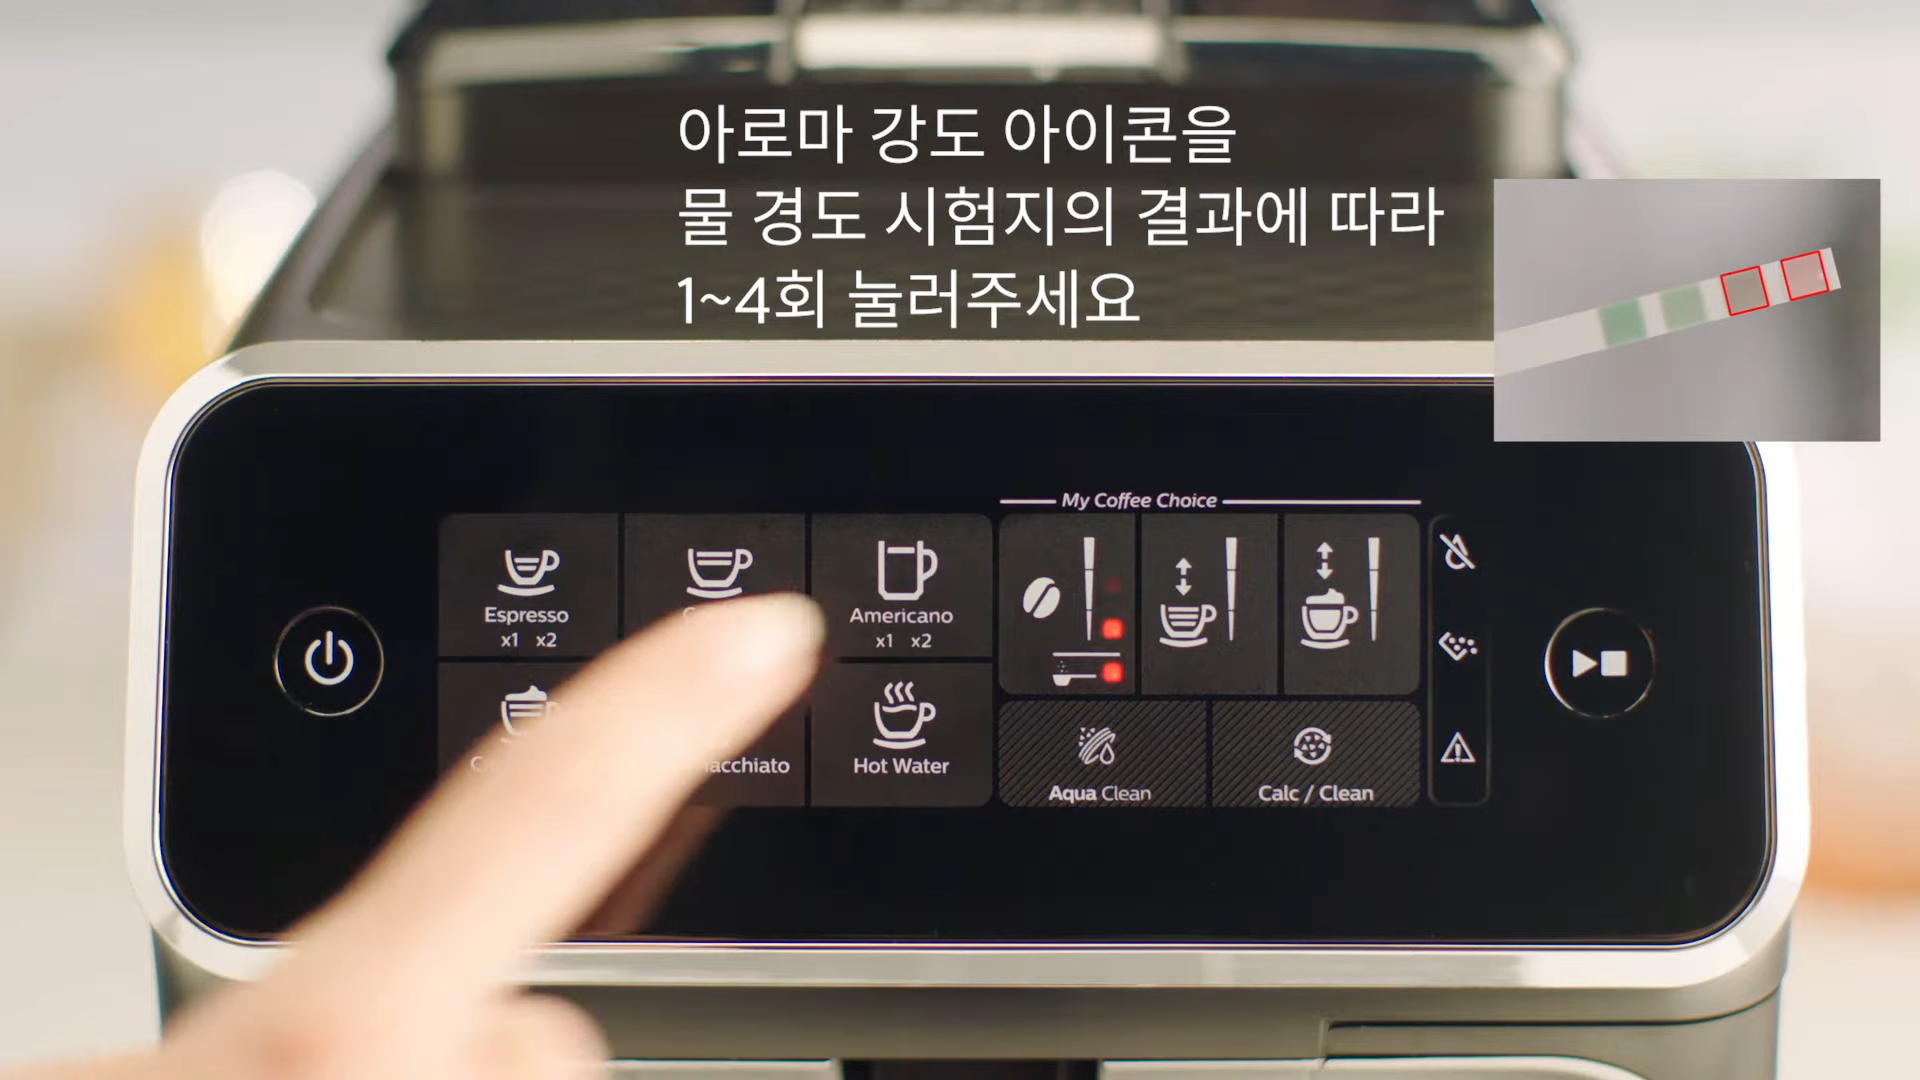 아로마 강도 아이콘을
물 경도 시험지의 결과에 따라
1~4회 눌러주세요
My Coffee Choice
Espresso
x1 x2
Americano
x1 x2
acchiato
Hot Water
Aqua Clean
Calc / Clean